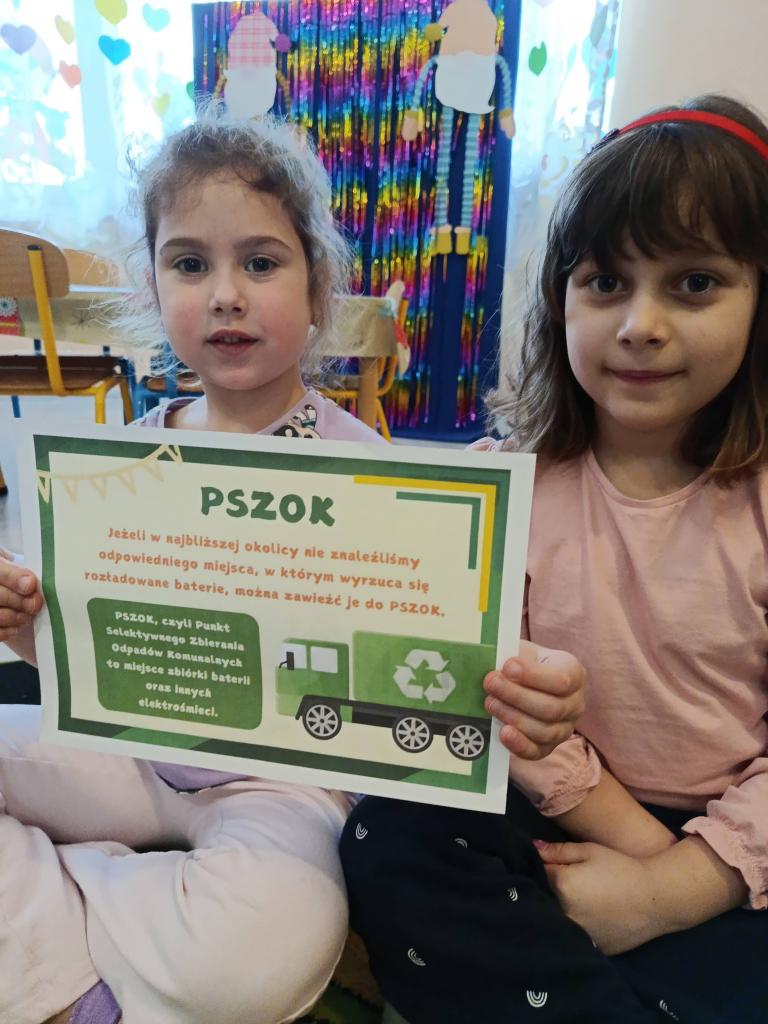 PSZOK
Jeżeli w najbliższej okolicy nie znaleźliśmy
odpowiedniego miejsca, w którym wyrzuca się
rozładowane baterie, można zawieźć je do PSZOK.
PSZOK, czyli Punkt
Selektywnego Zbierania
Odpadów Komunalnych
to miejsce zbiórki baterii
oraz innych
elektrośmieci.